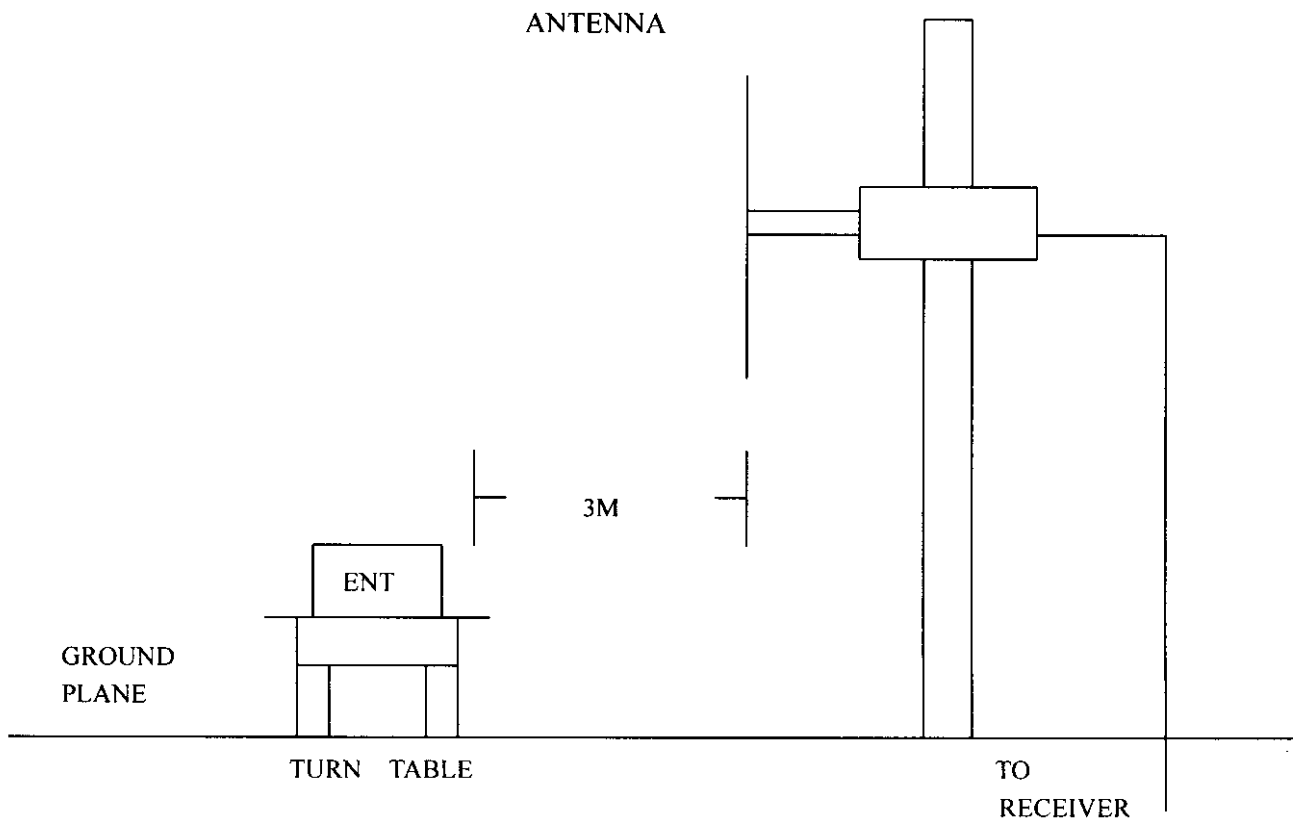 ANTENNA
3M
ENT
GROUND
PLANE
TURN TABLE
TO
RECEIVER